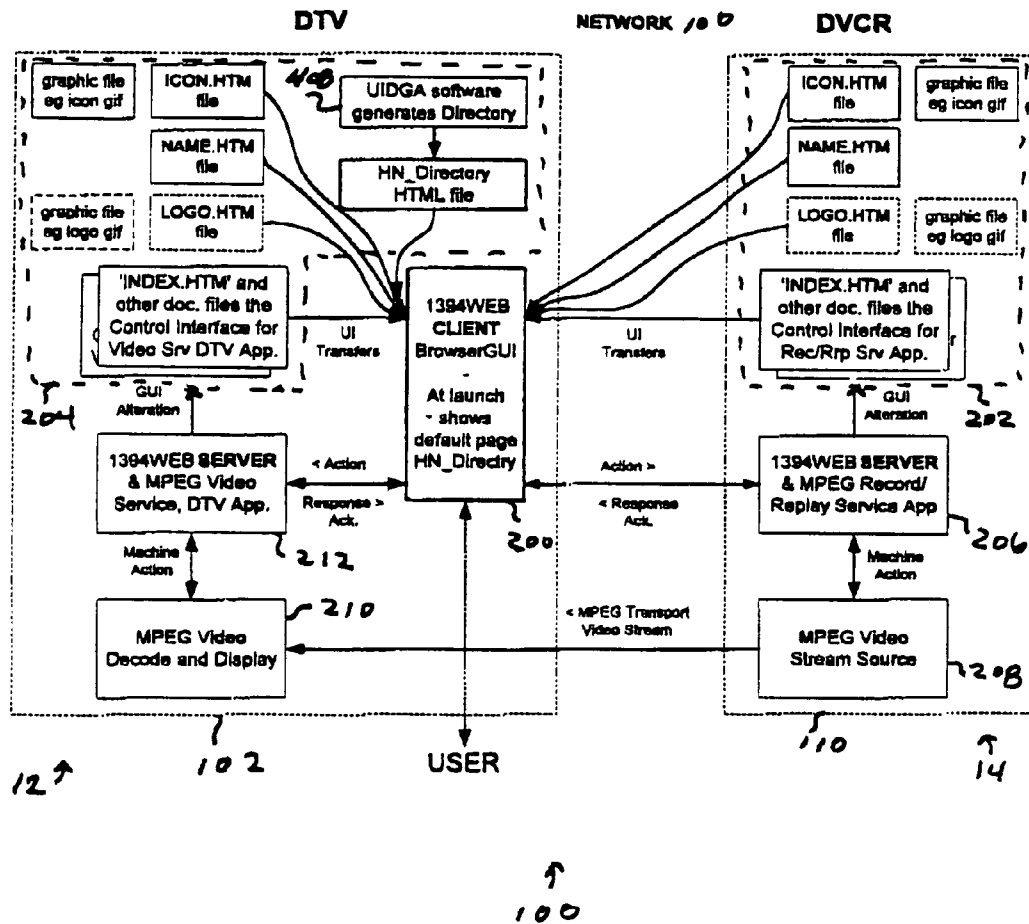 DTV
NETWORK 100
DVCR
graphic file
eg icon gif
ICON.HTM
file
408
UIDGA software
generates Directory
NAME.HTM
file
HN_Directory
HTML file
graphic file
eg logo gif
LOGO.HTM
file
'INDEX.HTM' and
other doc. files the
Control Interface for
Video Srv DTV App.
UI
Transfers
1394WEB
CLIENT
BrowserGUI
-
At launch
- shows
default page
HN_Directry
UI
Transfers
ICON.HTM
file
graphic file
eg icon gif
NAME.HTM
file
LOGO.HTM
file
graphic file
eg logo gif
'INDEX.HTM' and
other doc. files the
Control Interface for
Rec/Rrp Srv App.
r
204
GUI
Alteration
202
GUI
Alteration
1394WEB SERVER
& MPEG Video
Service, DTV App.
< Action
Response >
Ack.
200
Action >
< Response
Ack.
1394WEB SERVER
& MPEG Record/
Replay Service App
212
206
Machine
Action
Machine
Action
210
MPEG Video
Decode and Display
< MPEG Transport
Video Stream
MPEG Video
Stream Source
208
102
USER
110
12
14
100